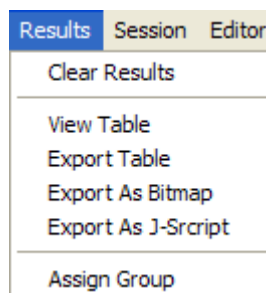 Results Session Editor
Clear Results
View Table
Export Table
Export As Bitmap
Export As J-Srcript
Assign Group